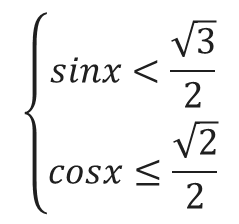 sinx < √3/2
cosx ≤ √2/2